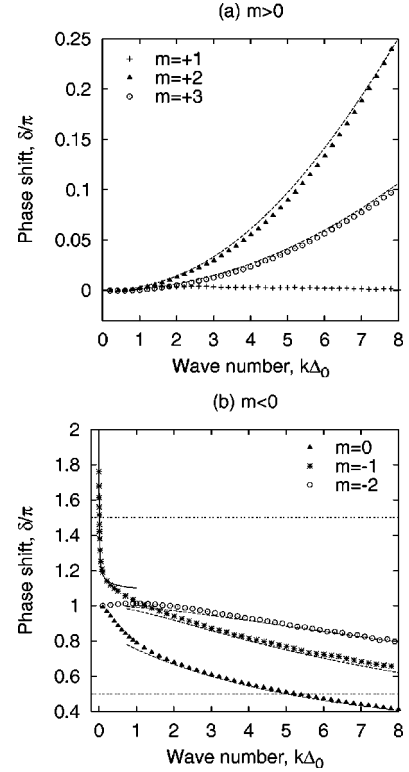 (a) m>0
0.25
0.2
0.15
0.1
0.05
0
Phase shift, δ/π
m=+1
m=+2
m=+3
0 1 2 3 4 5 6 7 8
Wave number, kΔ₀
(b) m<0
2
1.8
1.6
1.4
1.2
1
0.8
0.6
0.4
Phase shift, δ/π
m=0
m=-1
m=-2
0 1 2 3 4 5 6 7 8
Wave number, kΔ₀